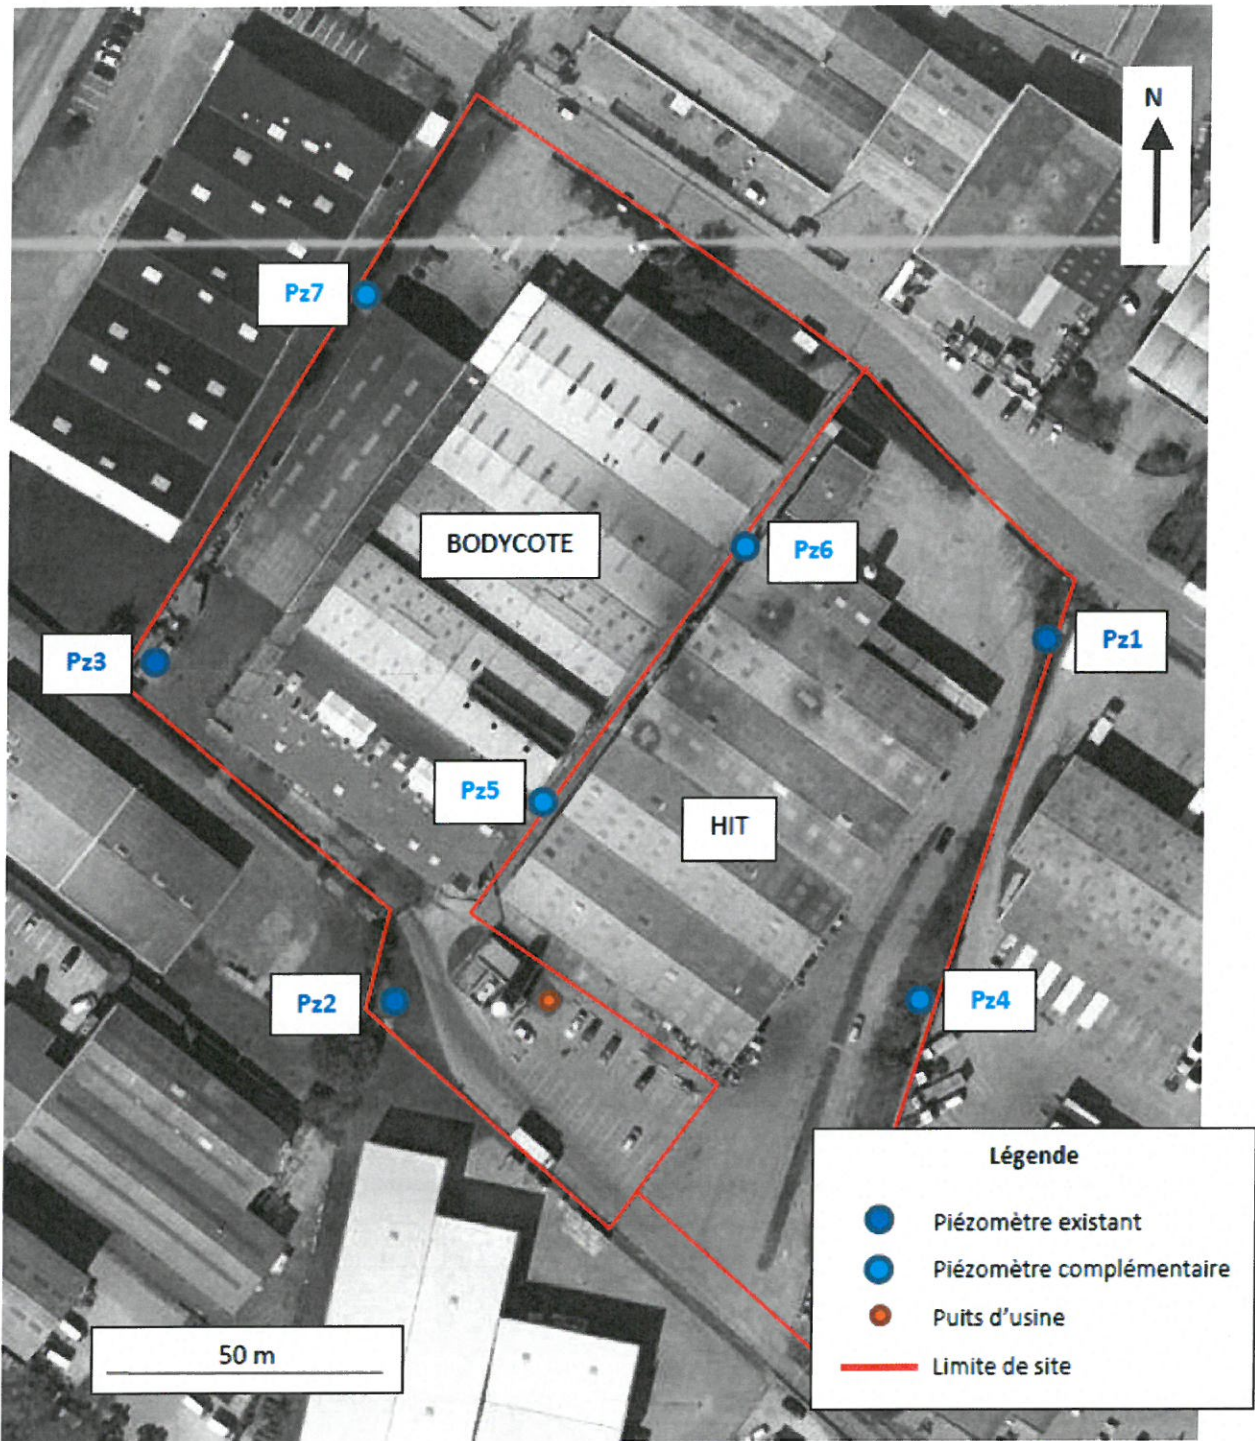 N
Pz7
BODYCOTE
Pz6
Pz3
Pz1
Pz5
HIT
Pz2
Pz4
Légende
Piézomètre existant
Piézomètre complémentaire
Puits d'usine
Limite de site
50 m